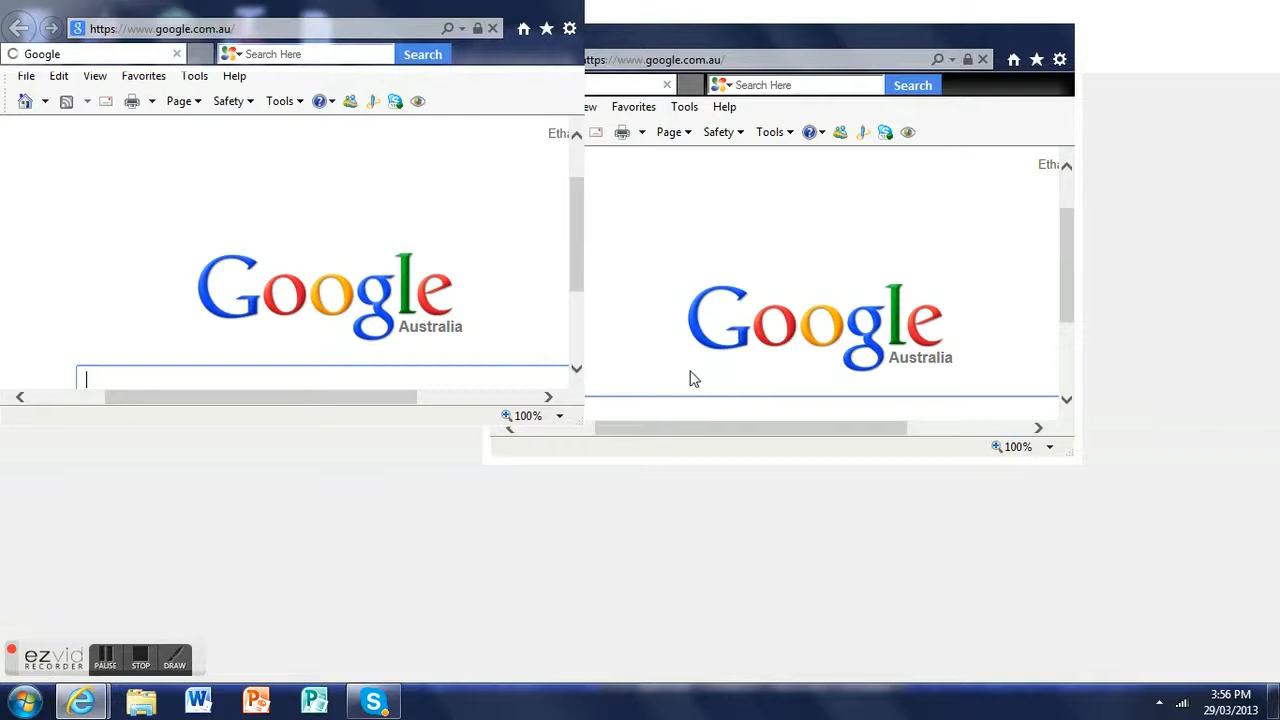 https://www.google.com.au/
Google
Search Here
Search
File Edit View Favorites Tools Help
Page Safety Tools
Etha
Google
Australia
100%
ttps://www.google.com.au/
Search Here
Search
ew Favorites Tools Help
Page Safety Tools
Etha
Google
Australia
100%
ezvid
RECORDER
PAUSE
STOP
DRAW
3:56 PM
29/03/2013